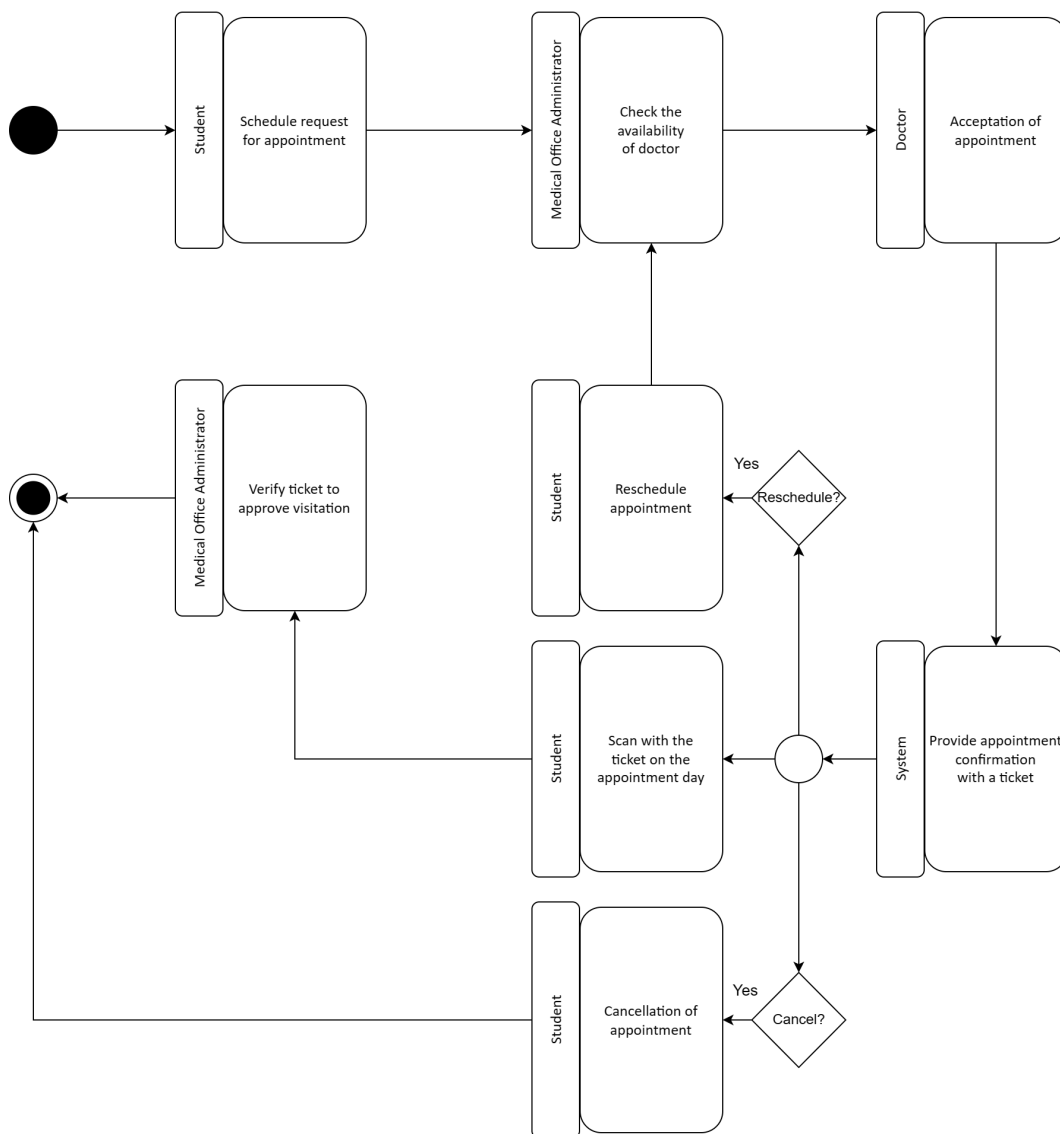 Student
Schedule request
for appointment
Medical Office Administrator
Check the
availability
of doctor
Doctor
Acceptation of
appointment
Medical Office Administrator
Verify ticket to
approve visitation
Student
Reschedule
appointment
Yes
Reschedule?
Student
Scan with the
ticket on the
appointment day
System
Provide appointment
confirmation
with a ticket
Student
Cancellation of
appointment
Yes
Cancel?